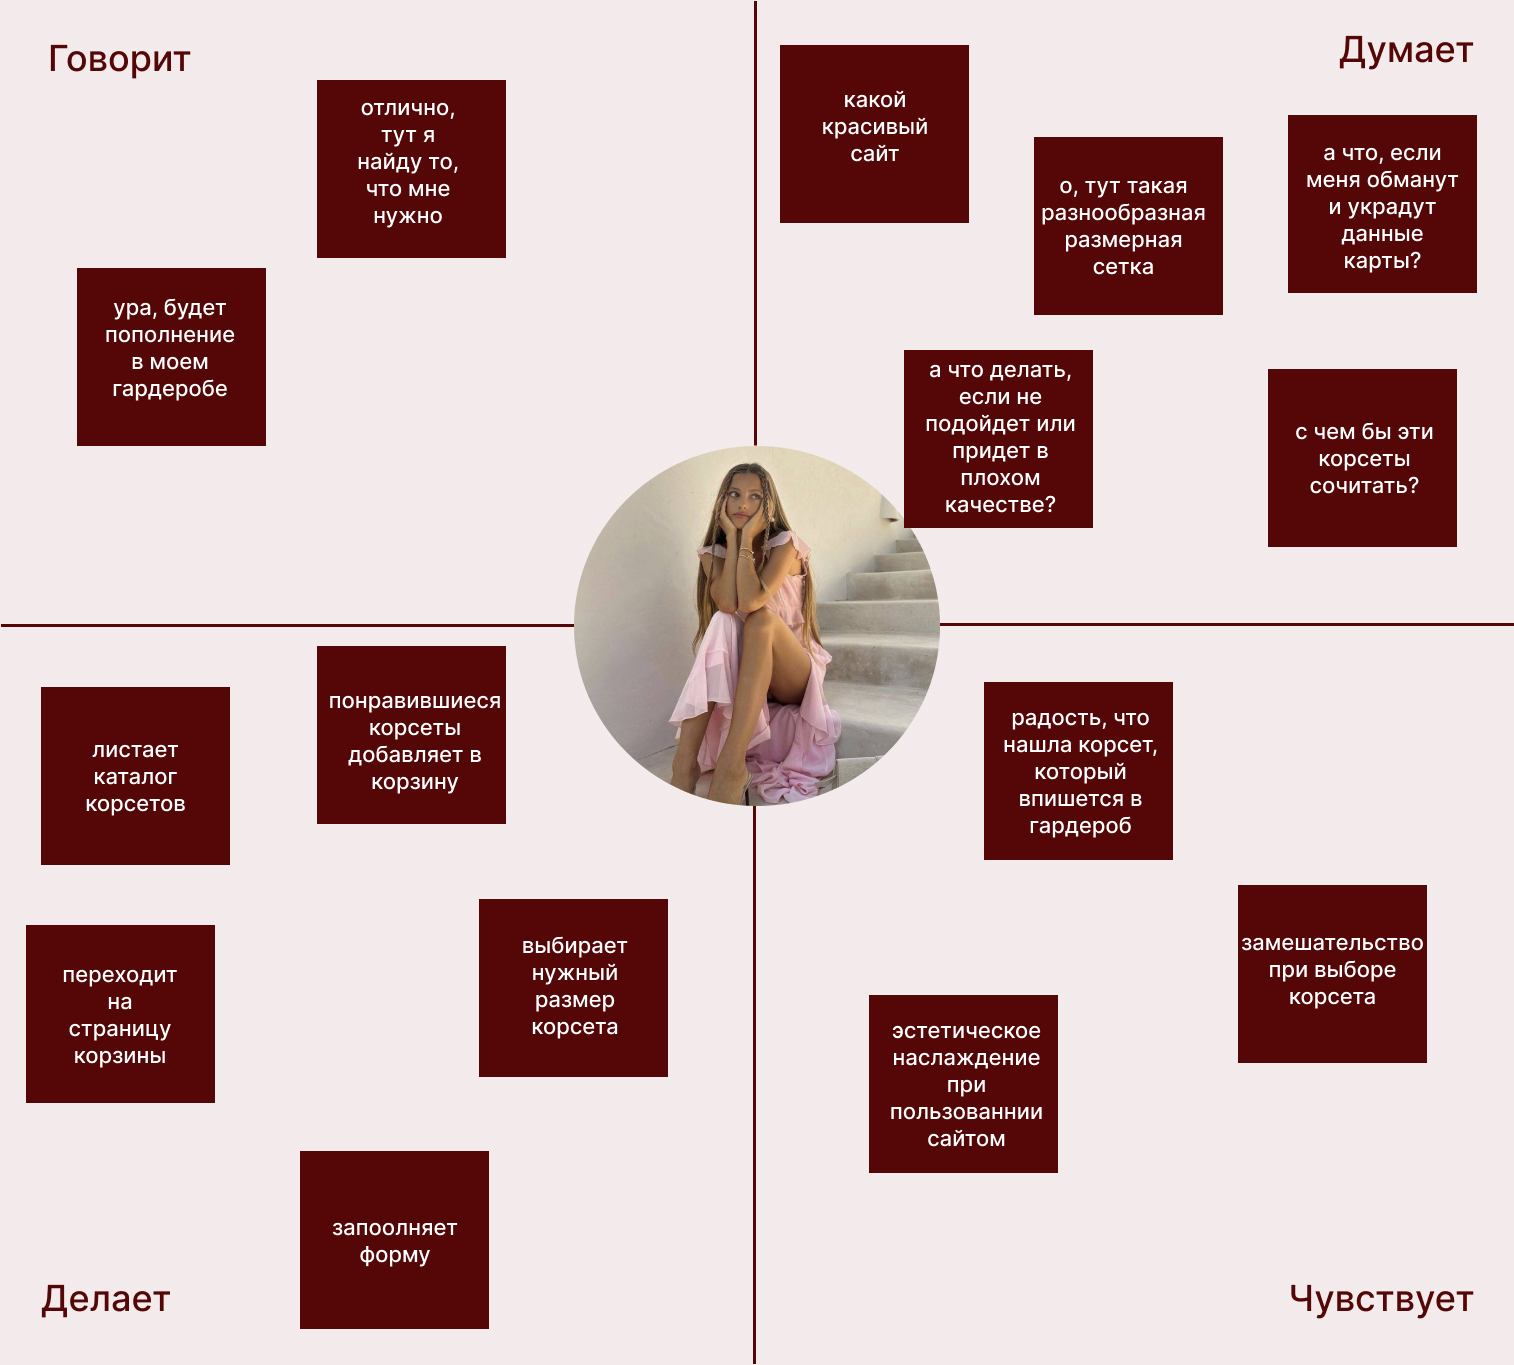 Говорит
отлично,
тут я
найду то,
что мне
нужно
ура, будет
пополнение
в моем
гардеробе
Думает
какой
красивый
сайт
о, тут такая
разнообразная
размерная
сетка
а что, если
меня обманут
и украдут
данные
карты?
а что делать,
если не
подойдет или
придет в
плохом
качестве?
с чем бы эти
корсеты
сочитать?
листает
каталог
корсетов
понравившиеся
корсеты
добавляет в
корзину
переходит
на
страницу
корзины
выбирает
нужный
размер
корсета
запоолняет
форму
Делает
радость, что
нашла корсет,
который
впишется в
гардероб
замешательство
при выборе
корсета
эстетическое
наслаждение
при
пользованнии
сайтом
Чувствует